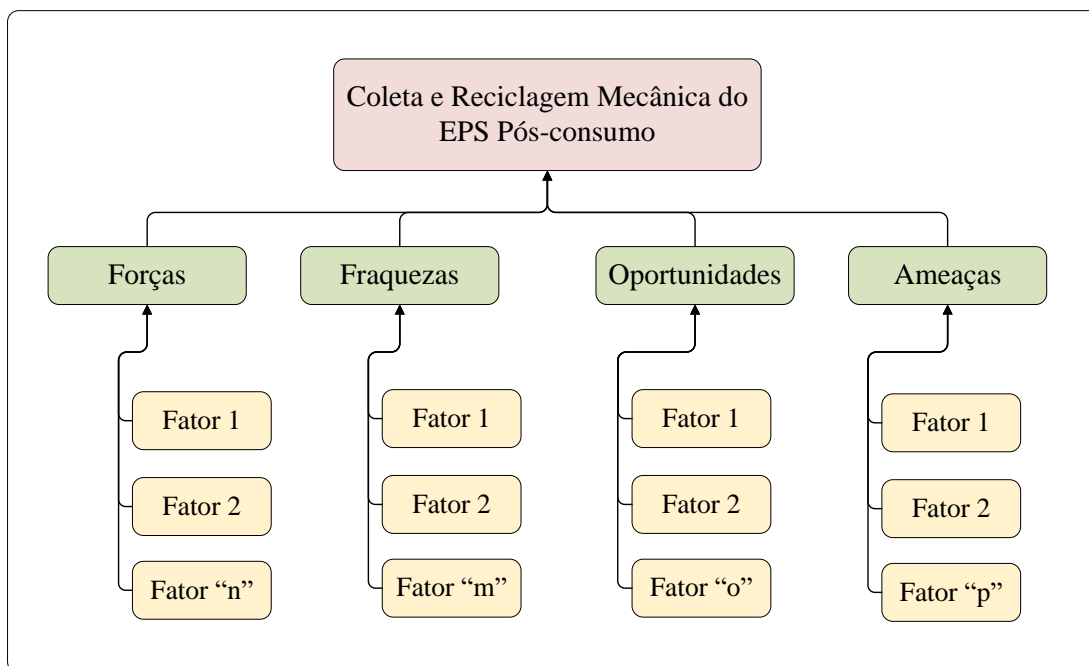 Coleta e Reciclagem Mecânica do
EPS Pós-consumo
Forças
Fraquezas
Oportunidades
Ameaças
Fator 1
Fator 1
Fator 1
Fator 1
Fator 2
Fator 2
Fator 2
Fator 2
Fator “n”
Fator “m”
Fator “o”
Fator “p”